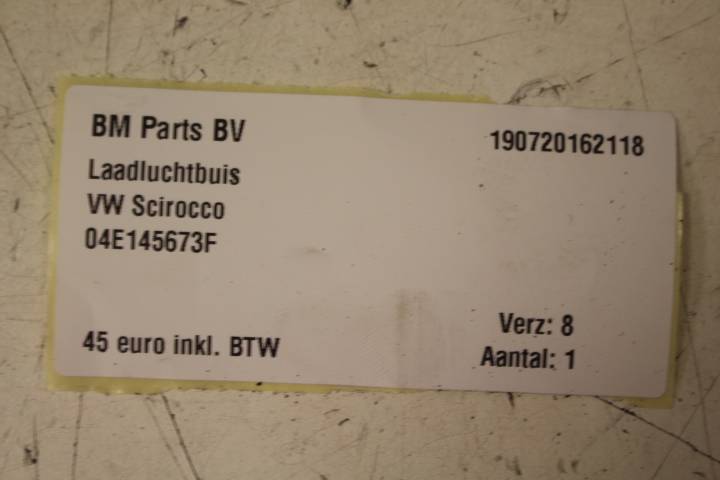 BM Parts BV
190720162118
Laadluchtbuis
VW Scirocco
04E145673F
Verz: 8
45 euro inkl. BTW
Aantal: 1